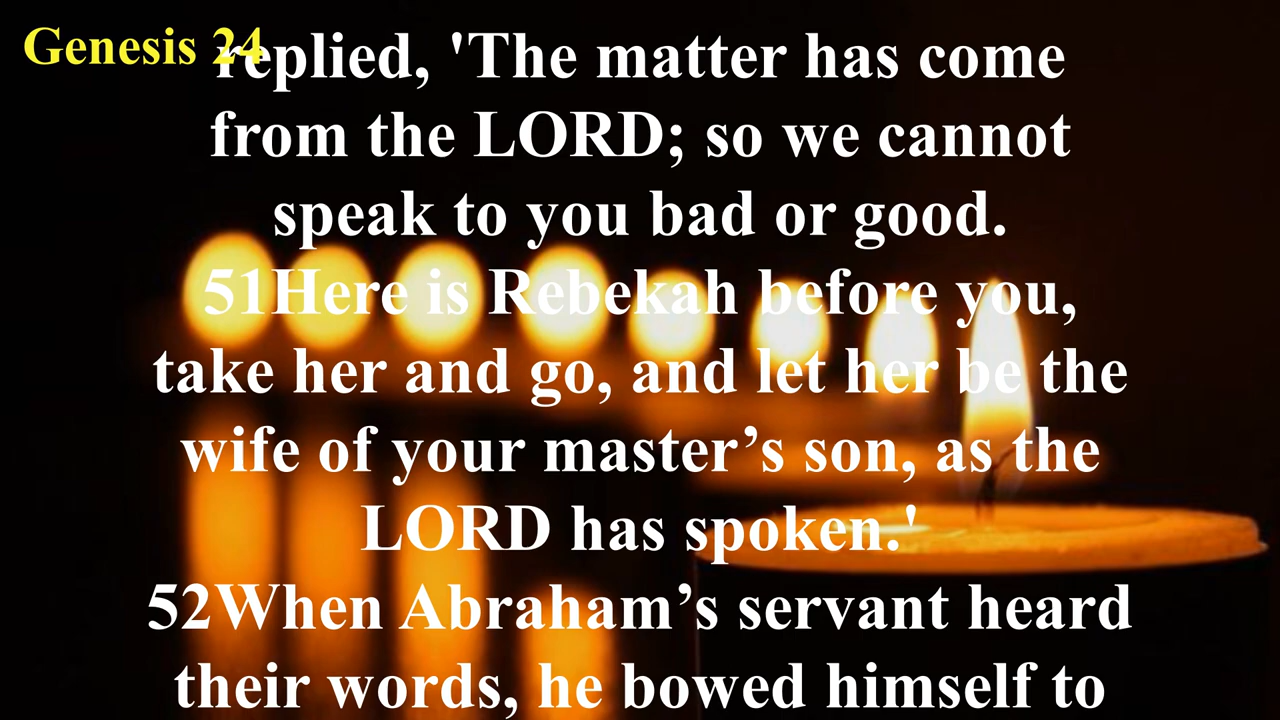 Genesis 24
replied, 'The matter has come
from the LORD; so we cannot
speak to you bad or good.
51Here is Rebekah before you,
take her and go, and let her be the
wife of your master’s son, as the
LORD has spoken.'
52When Abraham’s servant heard
their words, he bowed himself to